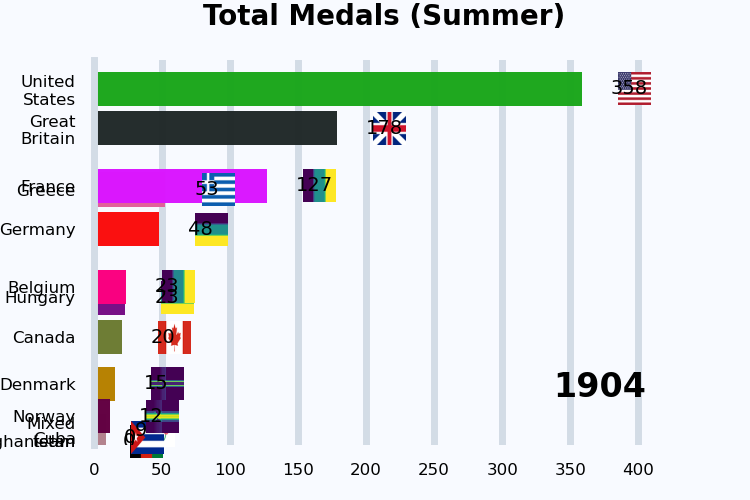 Total Medals (Summer)
United
States
358
Great
Britain
178
France
127
Greece
53
Germany
48
Belgium
23
Hungary
23
Canada
20
Denmark
15
1904
Norway
12
Mixed
9
Cuba
0 50 100 150 200 250 300 350 400